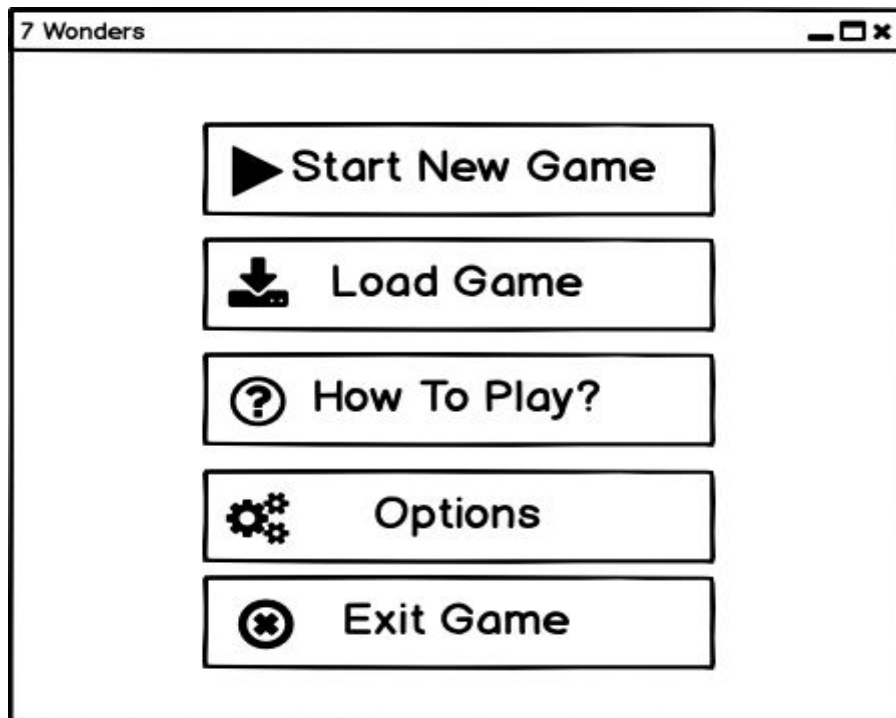 7 Wonders
Start New Game
Load Game
How To Play?
Options
Exit Game